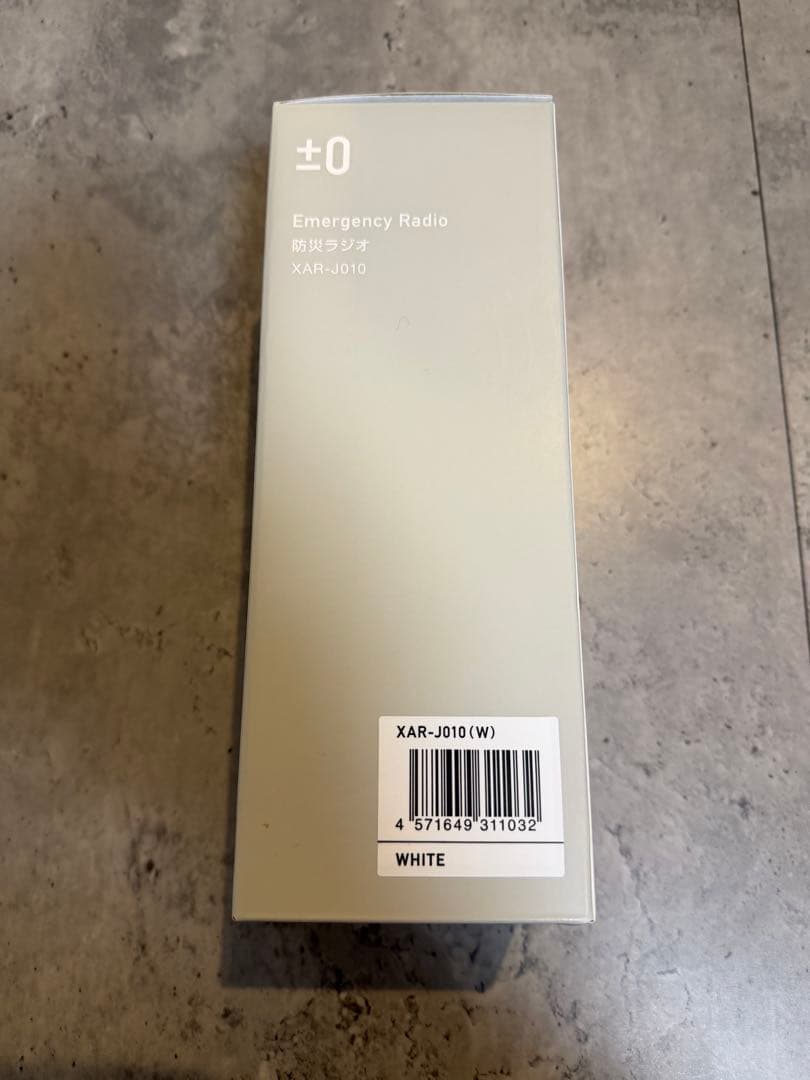 ±0
Emergency Radio
防災ラジオ
XAR-J010
XAR-J010(W)
4 571649 311032
WHITE